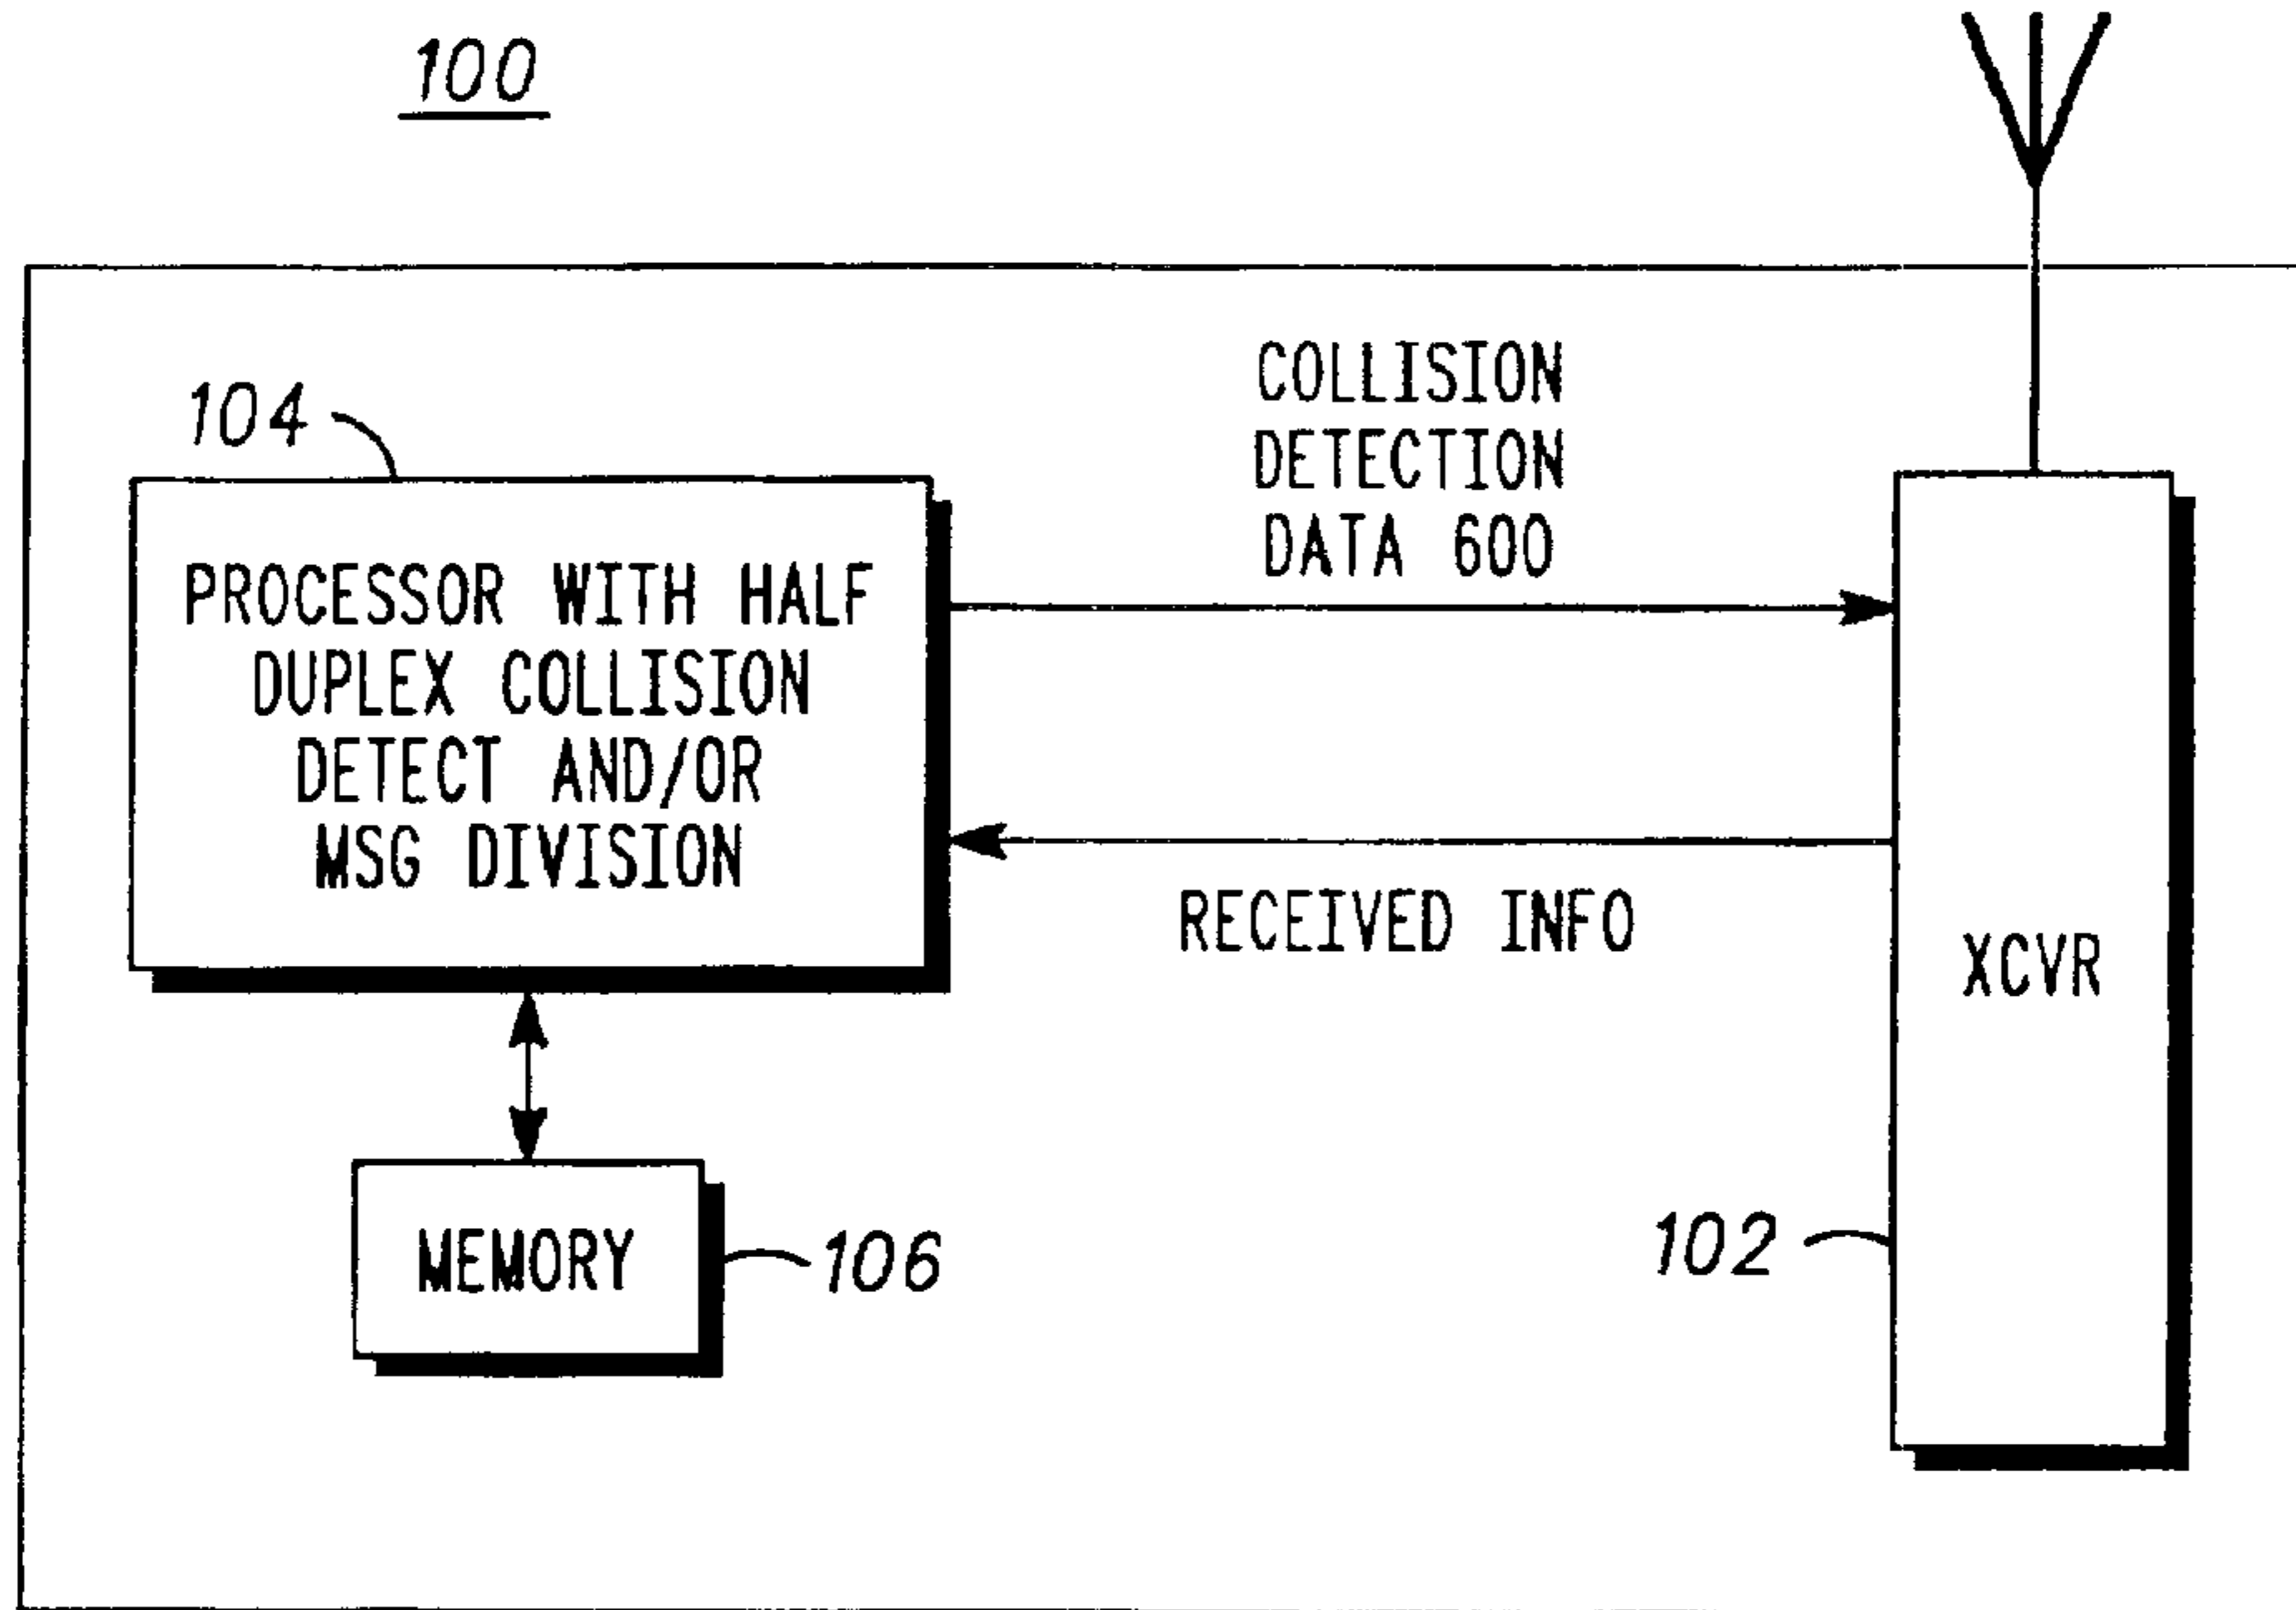 100
104
PROCESSOR WITH HALF
DUPLEX COLLISION
DETECT AND/OR
MSG DIVISION
COLLISION
DETECTION
DATA 600
RECEIVED INFO
XCVR
102
MEMORY
106